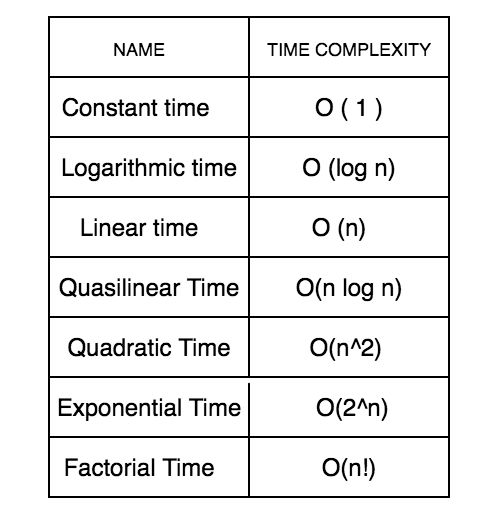 NAME TIME COMPLEXITY
Constant time O ( 1 )
Logarithmic time O (log n)
Linear time O (n)
Quasilinear Time O(n log n)
Quadratic Time O(n^2)
Exponential Time O(2^n)
Factorial Time O(n!)